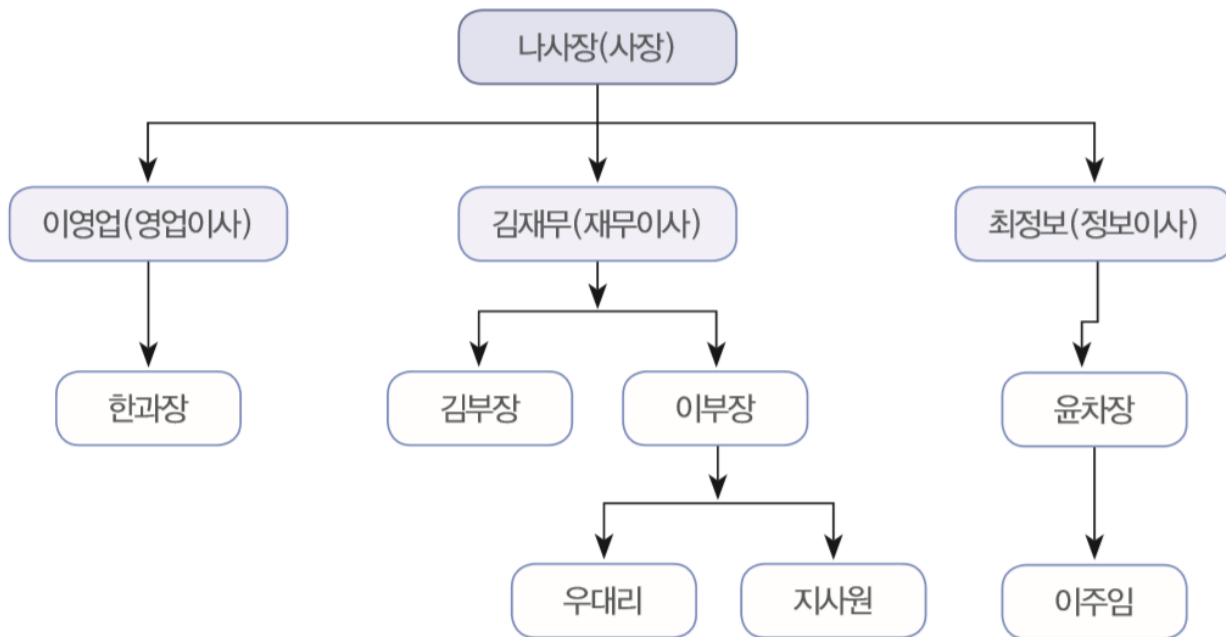 나사장(사장)
이영업(영업이사)
김재무(재무이사)
최정보(정보이사)
한과장
김부장
이부장
윤차장
우대리
지사원
이주임